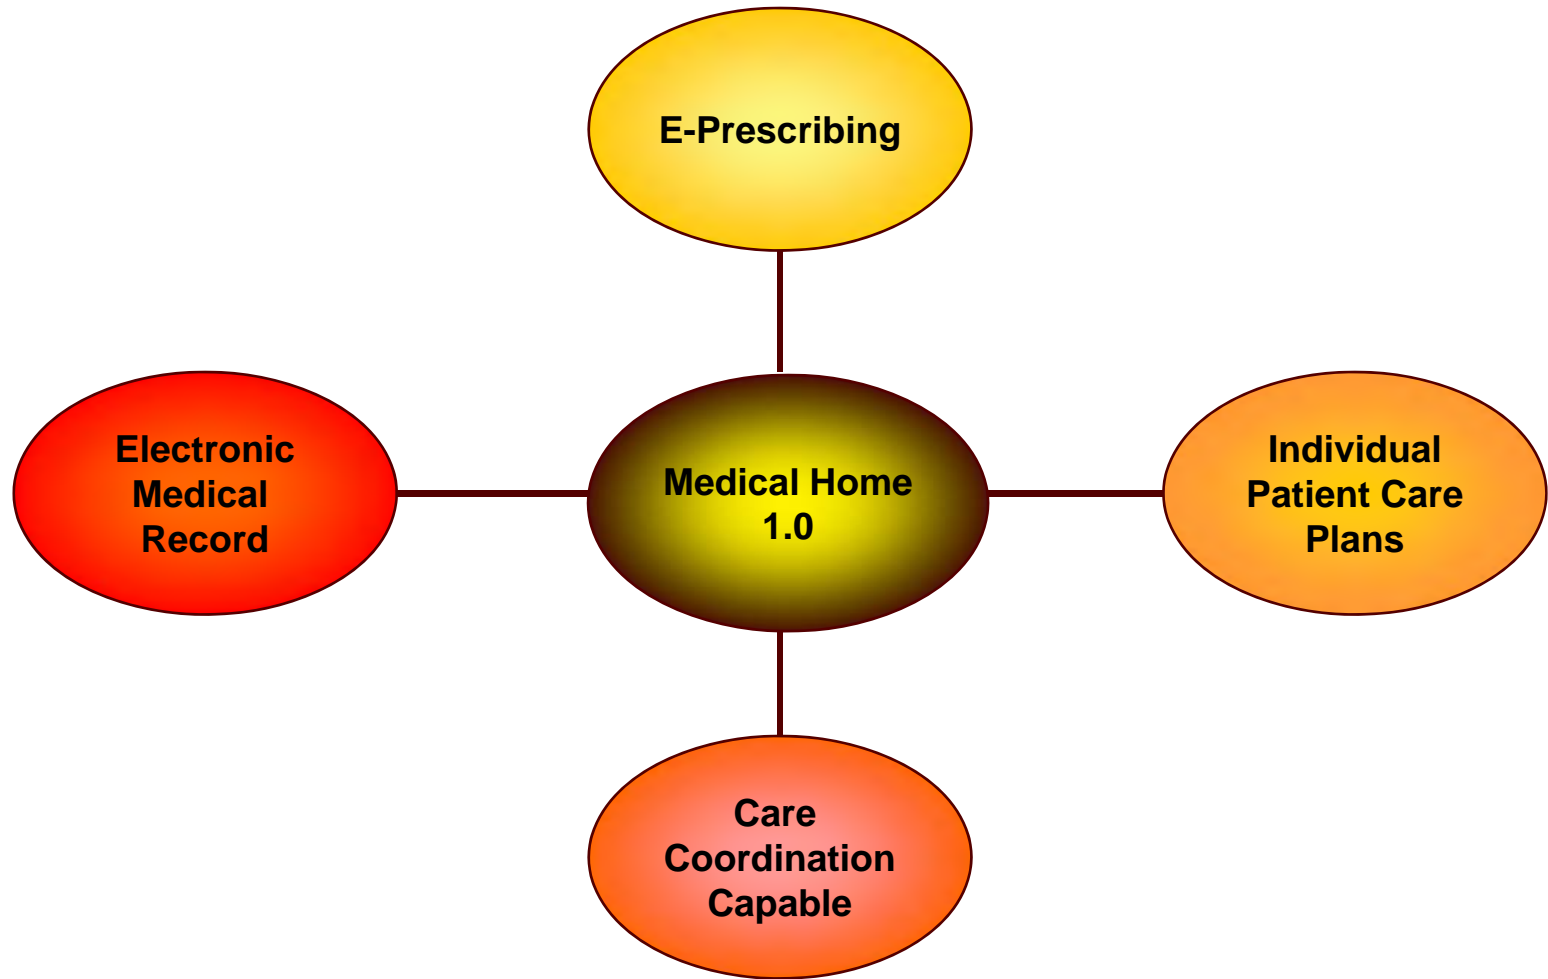 E-Prescribing
Electronic
Medical
Record
Medical Home
1.0
Individual
Patient Care
Plans
Care
Coordination
Capable